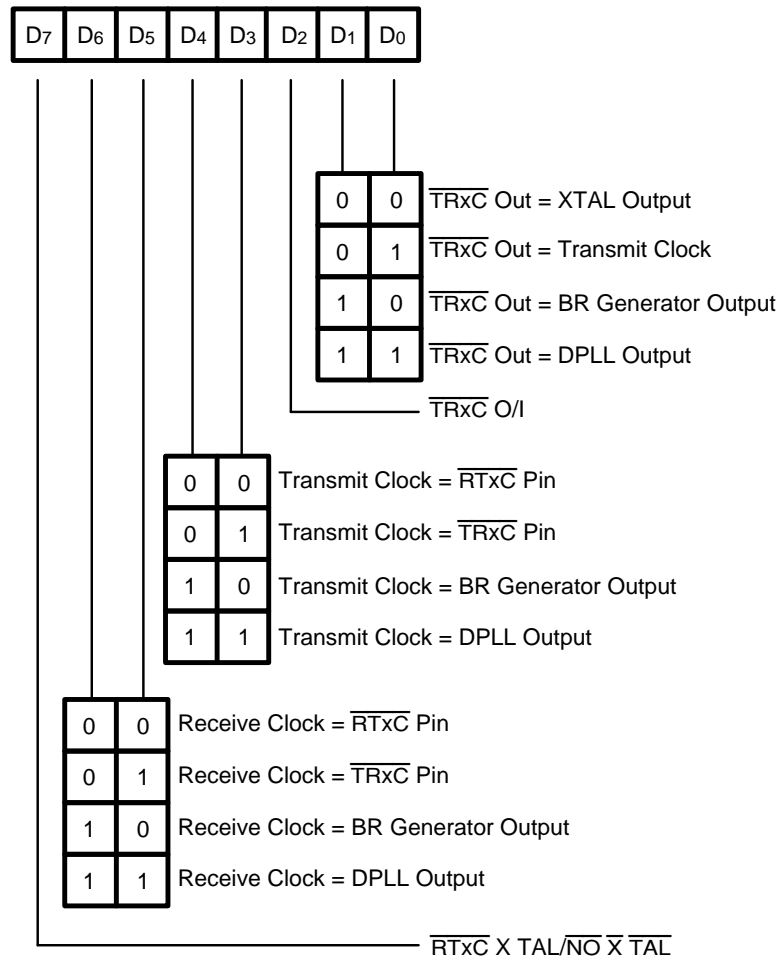 D7 D6 D5 D4 D3 D2 D1 D0
0 0 TRxC Out = XTAL Output
0 1 TRxC Out = Transmit Clock
1 0 TRxC Out = BR Generator Output
1 1 TRxC Out = DPLL Output
TRxC O/I
0 0 Transmit Clock = RTxC Pin
0 1 Transmit Clock = TRxC Pin
1 0 Transmit Clock = BR Generator Output
1 1 Transmit Clock = DPLL Output
0 0 Receive Clock = RTxC Pin
0 1 Receive Clock = TRxC Pin
1 0 Receive Clock = BR Generator Output
1 1 Receive Clock = DPLL Output
RTxC X TAL/NO X TAL